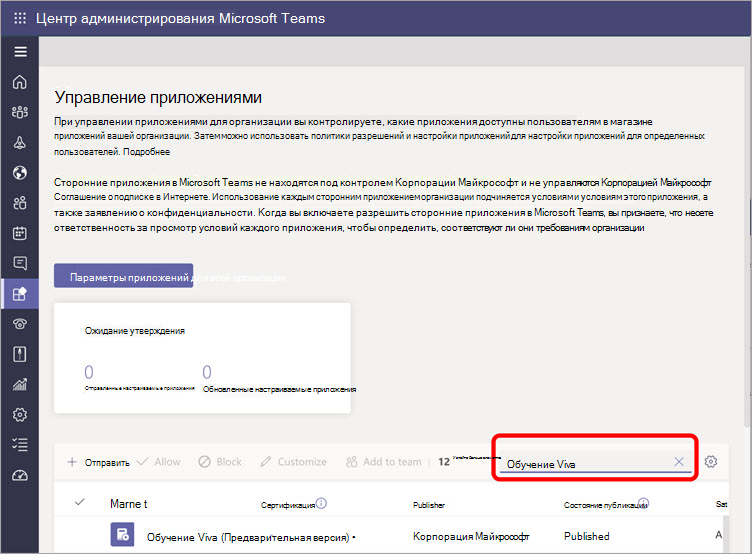 Центр администрирования Microsoft Teams
Управление приложениями
При управлении приложениями для организации вы контролируете, какие приложения доступны пользователям в магазине
приложений вашей организации. Затем можно использовать политики разрешений и настройки приложений для настройки приложений для определенных
пользователей. Подробнее
Сторонние приложения в Microsoft Teams не находятся под контролем Корпорации Майкрософт и не управляются Корпорацией Майкрософт
Соглашение о подписке в Интернете. Использование каждым сторонним приложением организации подчиняется условиями условиям этого приложения, а
также заявлению о конфиденциальности. Когда вы включаете разрешить сторонние приложения в Microsoft Teams, вы признаете, что несете
ответственность за просмотр условий каждого приложения, чтобы определить, соответствуют ли они требованиям организации
Параметры приложений для всей организации
Ожидание утверждения
0 0
Отправленные настраиваемые приложения Обновленные настраиваемые приложения
+ Отправить Allow Block Customize Add to team | 12 Обучение Viva
Marne t Сертификация Publisher Состояние публикации Sat
Обучение Viva (Предварительная версия) • Корпорация Майкрософт Published A